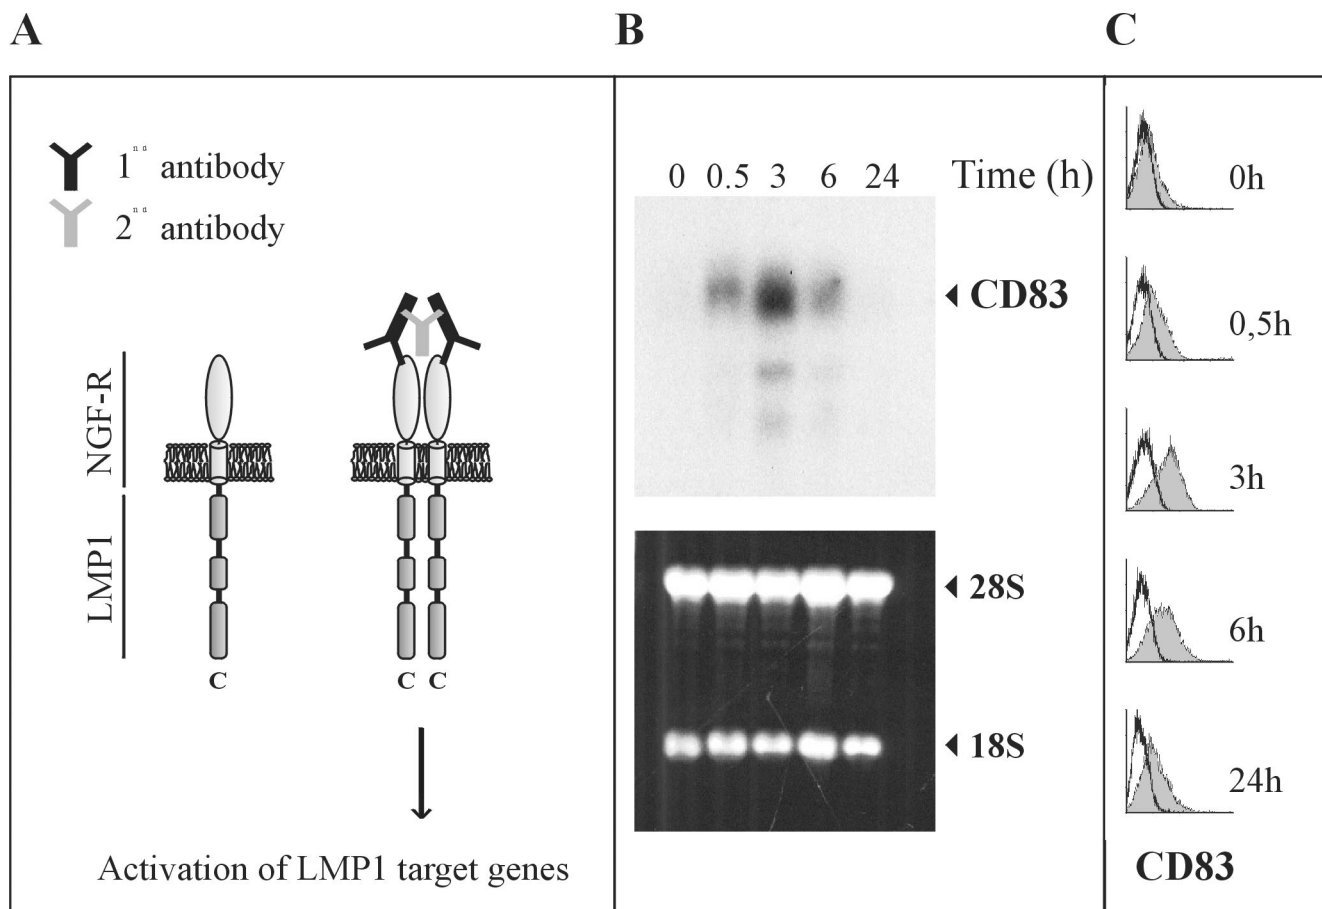 A
1ⁿᵈ antibody
2ⁿᵈ antibody
NGF-R
LMP1
C
C C
Activation of LMP1 target genes
B
0 0.5 3 6 24 Time (h)
CD83
28S
18S
C
0h
0,5h
3h
6h
24h
CD83